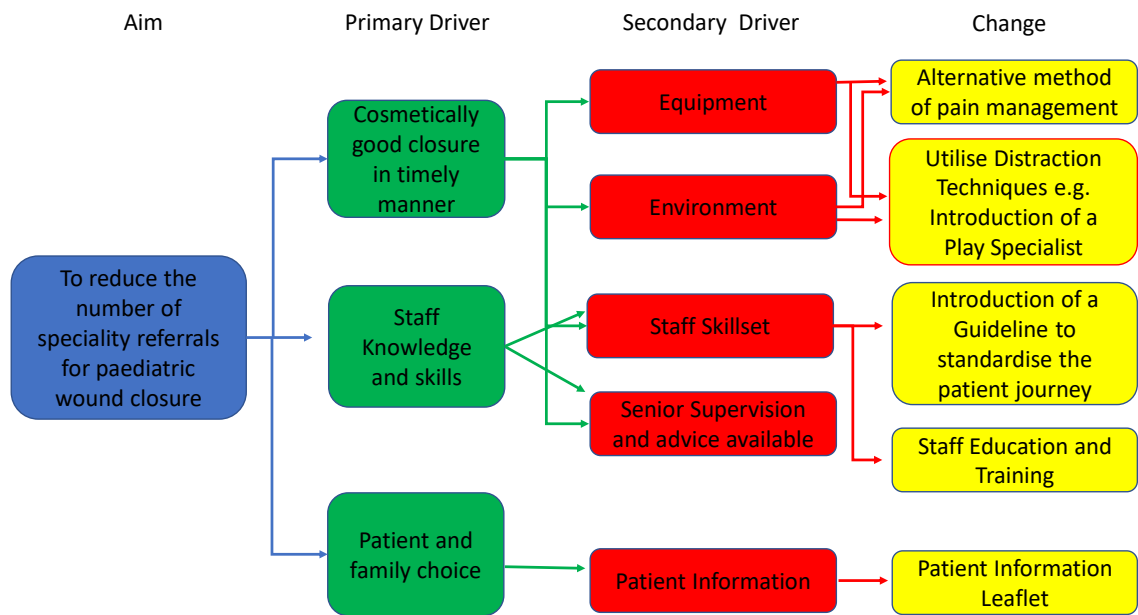 Aim
Primary Driver
Secondary Driver
Change
To reduce the
number of
speciality referrals
for paediatric
wound closure
Cosmetically
good closure
in timely
manner
Staff
Knowledge
and skills
Patient and
family choice
Equipment
Environment
Staff Skillset
Senior Supervision
and advice available
Patient Information
Alternative method
of pain management
Utilise Distraction
Techniques e.g.
Introduction of a
Play Specialist
Introduction of a
Guideline to
standardise the
patient journey
Staff Education and
Training
Patient Information
Leaflet